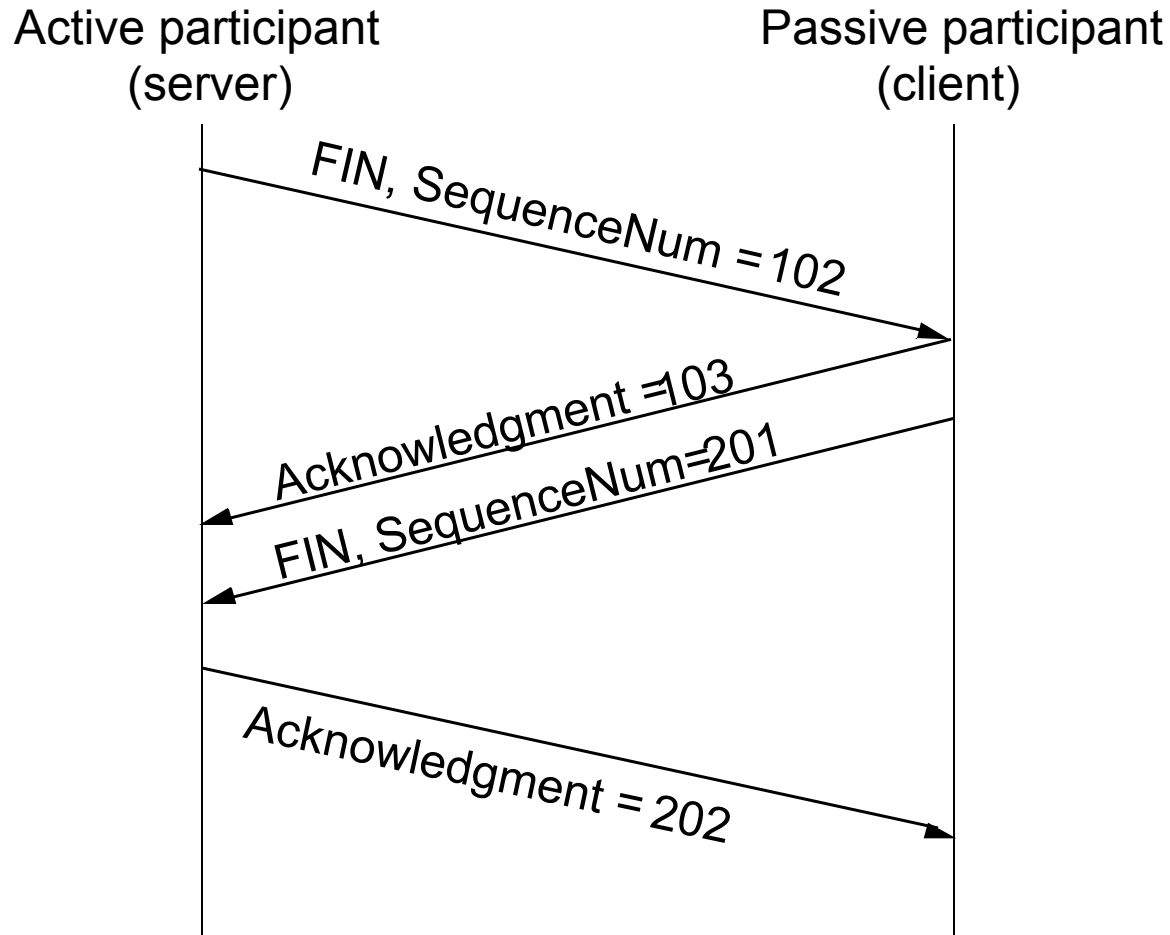 Active participant
(server)
Passive participant
(client)
FIN, SequenceNum = 102
Acknowledgment =103
FIN, SequenceNum=201
Acknowledgment = 202